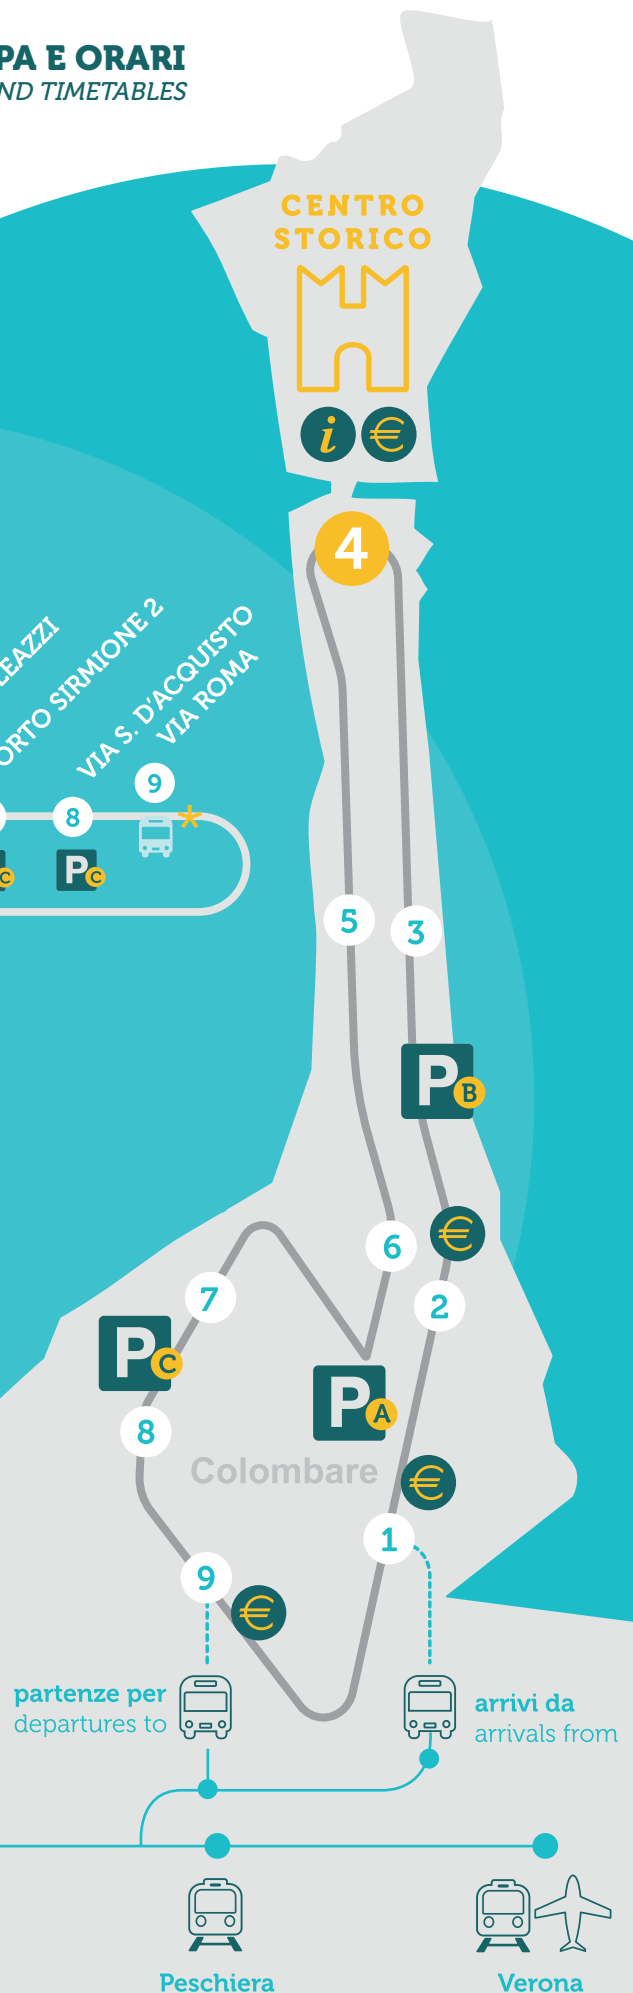 PA E ORARI
ND TIMETABLES
CENTRO
STORICO
i €
4
LEAZZI
ORTO SIRMIONE 2
VIA S. D'ACQUISTO
VIA ROMA
9 *
8
C
P C
5
3
P B
6
€
2
7
P C
P A
8
Colombare
€
1
9
€
partenze per
departures to
arrivi da
arrivals from
Peschiera
Verona